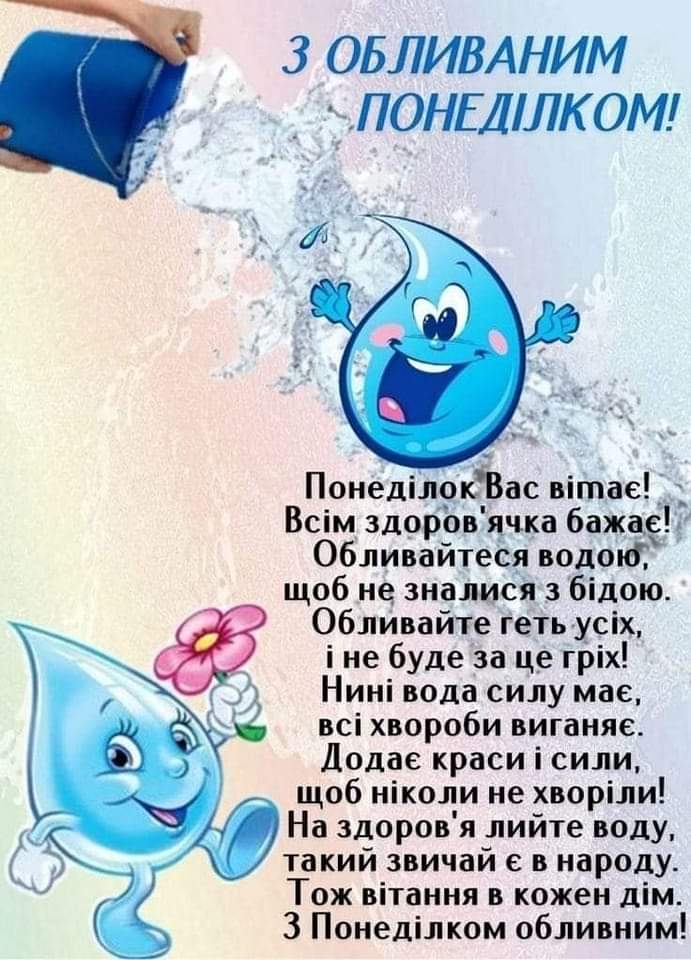 З ОБЛИВАНИМ
ПОНЕДІЛКОМ!
Понеділок Вас вітає!
Всім здоров'ячка бажає!
Обливайтеся водою,
щоб не зналися з бідою.
Обливайте геть усіх,
і не буде за це гріх!
Нині вода силу має,
всі хвороби виганяє.
Додає краси і сили,
щоб ніколи не хворіли!
На здоров'я лийте воду,
такий звичай є в народу.
Тож вітання в кожен дім.
З Понеділком обливним!